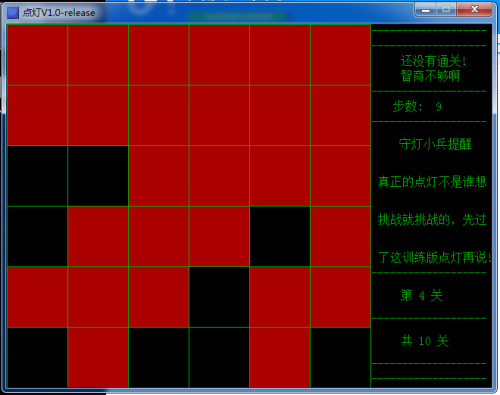 点灯V1.0-release
还没有通关!
智商不够啊
步数: 9
守灯小兵提醒
真正的点灯不是谁想
挑战就挑战的，先过
了这训练版点灯再说!
第 4 关
共 10 关